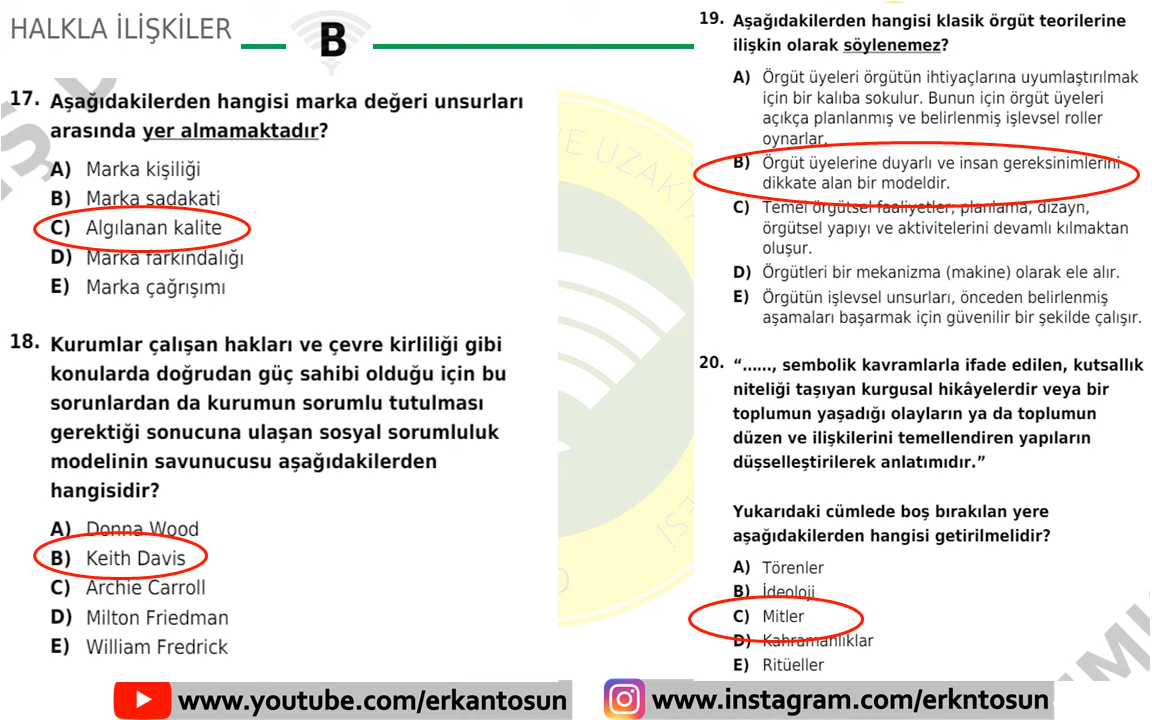 HALKLA İLİŞKİLER
B
17. Aşağıdakilerden hangisi marka değeri unsurları
arasında yer almamaktadır?
A) Marka kişiliği
B) Marka sadakati
C) Algılanan kalite
D) Marka farkındalığı
E) Marka çağrışımı
18. Kurumlar çalışan hakları ve çevre kirliliği gibi
konularda doğrudan güç sahibi olduğu için bu
sorunlardan da kurumun sorumlu tutulması
gerektiği sonucuna ulaşan sosyal sorumluluk
modelinin savunucusu aşağıdakilerden
hangisidir?
A) Donna Wood
B) Keith Davis
C) Archie Carroll
D) Milton Friedman
E) William Fredrick
19. Aşağıdakilerden hangisi klasik örgüt teorilerine
ilişkin olarak söylenemez?
A) Örgüt üyeleri örgütün ihtiyaçlarına uyumlaştırılmak
için bir kalıba sokulur. Bunun için örgüt üyeleri
açıkça planlanmış ve belirlenmiş işlevsel roller
oynarlar.
B) Örgüt üyelerine duyarlı ve insan gereksinimlerini
dikkate alan bir modeldir.
C) Temel örgütsel faaliyetler, planlama, dizayn,
örgütsel yapıyı ve aktivitelerini devamlı kılmaktan
oluşur.
D) Örgütleri bir mekanizma (makine) olarak ele alır.
E) Örgütün işlevsel unsurları, önceden belirlenmiş
aşamaları başarmak için güvenilir bir şekilde çalışır.
20. “......, sembolik kavramlarla ifade edilen, kutsallık
niteliği taşıyan kurgusal hikâyelerdir veya bir
toplumun yaşadığı olayların ya da toplumun
düzen ve ilişkilerini temellendiren yapıların
düşselleştirilerek anlatımıdır.”
Yukarıdaki cümlede boş bırakılan yere
aşağıdakilerden hangisi getirilmelidir?
A) Törenler
B) İdeoloji
C) Mitler
D) Kahramanlıklar
E) Ritüeller
www.youtube.com/erkantosun
www.instagram.com/erkntosun